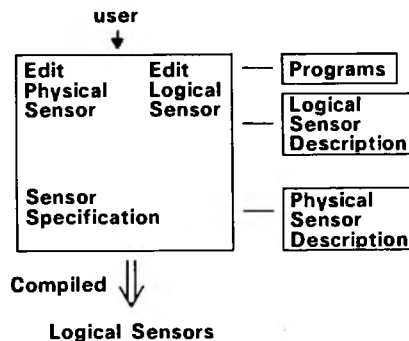 user
Edit Edit
Physical Logical
Sensor Sensor
Programs
Logical
Sensor
Description
Sensor
Specification
Physical
Sensor
Description
Compiled
Logical Sensors